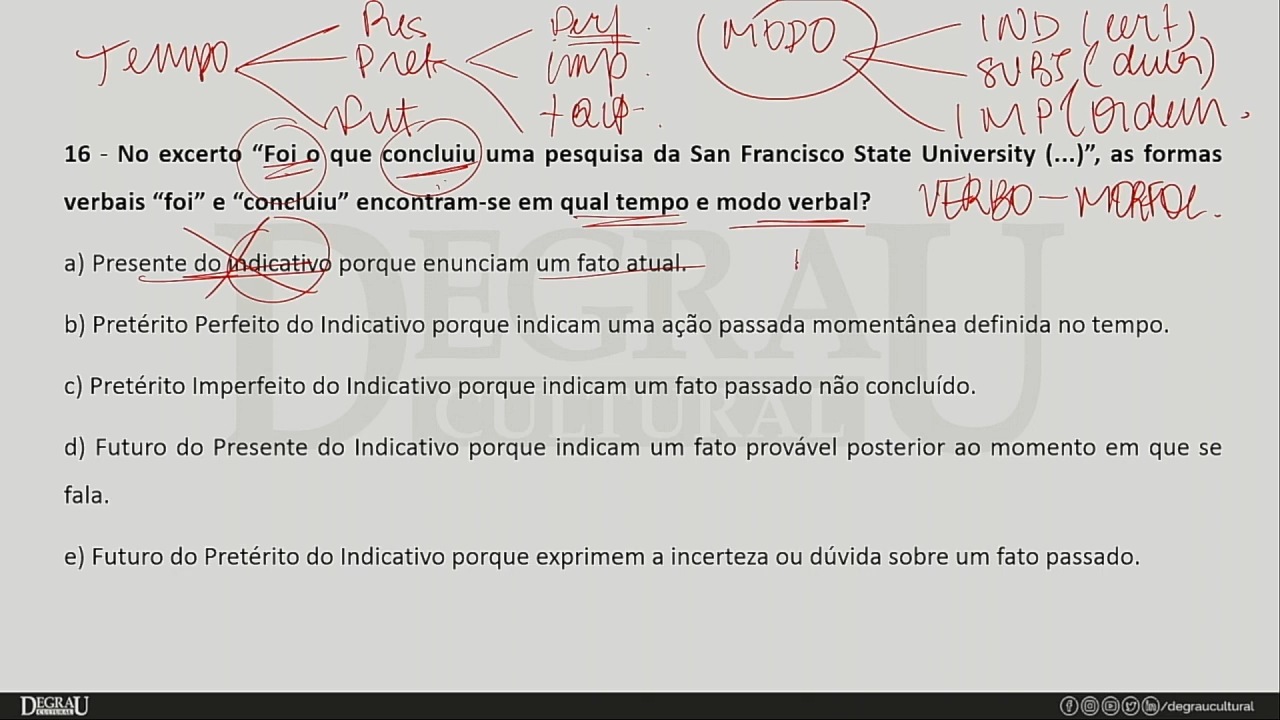 Tempo
Pres
Pret
Fut
Perf.
imp.
+ q p.
MODO
IND (cert)
SUBJ (duv)
IMP (ordem.
16 - No excerto “Foi o que concluiu uma pesquisa da San Francisco State University (...)”, as formas
verbais “foi” e “concluiu” encontram-se em qual tempo e modo verbal?
VERBO - MORFOL.
a) Presente do indicativo porque enunciam um fato atual.
b) Pretérito Perfeito do Indicativo porque indicam uma ação passada momentânea definida no tempo.
c) Pretérito Imperfeito do Indicativo porque indicam um fato passado não concluído.
d) Futuro do Presente do Indicativo porque indicam um fato provável posterior ao momento em que se
fala.
e) Futuro do Pretérito do Indicativo porque exprimem a incerteza ou dúvida sobre um fato passado.
DEGRAU
CULTURAL
DEGRAU
CULTURAL
/degraucultural